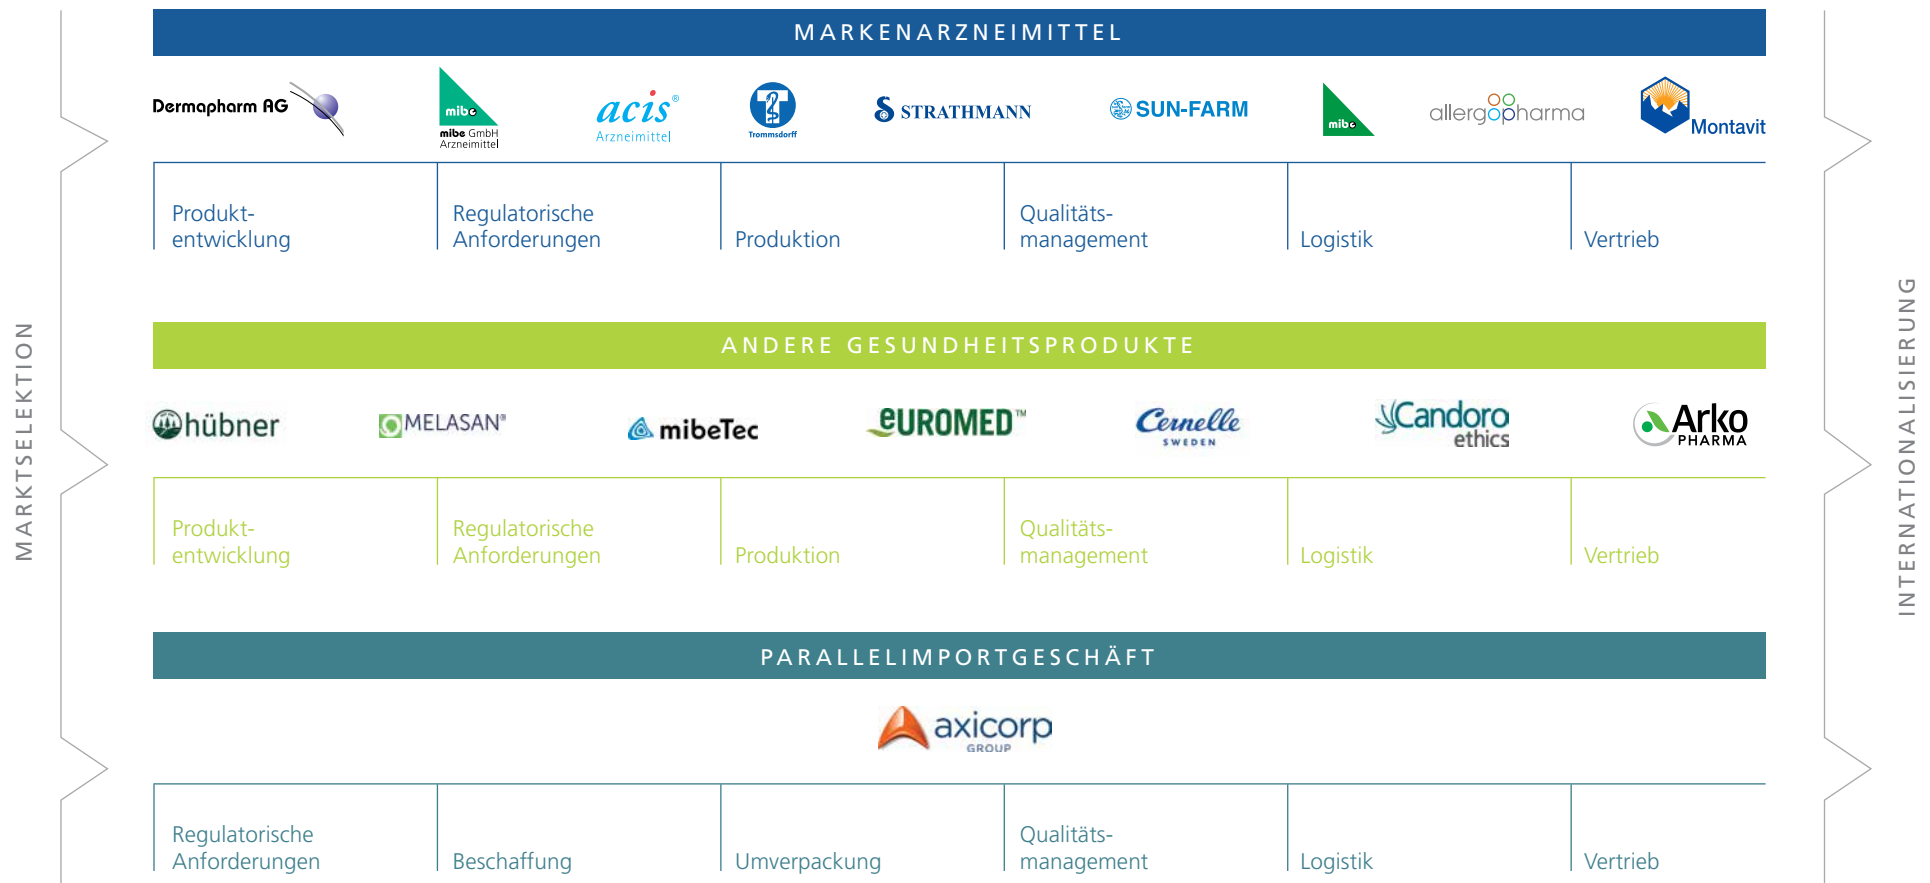 MARKTSELEKTION
MARKENARZNEIMITTEL
Dermapharm AG
mibe
mibe GmbH
Arzneimittel
acis®
Arzneimittel
Trommsdorff
STRATHMANN
SUN-FARM
mibe
allergopharma
Montavit
Produkt-
entwicklung
Regulatorische
Anforderungen
Produktion
Qualitäts-
management
Logistik
Vertrieb
ANDERE GESUNDHEITSPRODUKTE
hübner
MELASAN®
mibeTec
eUROMED™
Cernelle
SWEDEN
Candoro
ethics
Arko
PHARMA
Produkt-
entwicklung
Regulatorische
Anforderungen
Produktion
Qualitäts-
management
Logistik
Vertrieb
PARALLELIMPORTGESCHÄFT
axicorp
GROUP
Regulatorische
Anforderungen
Beschaffung
Umverpackung
Qualitäts-
management
Logistik
Vertrieb
INTERNATIONALISIERUNG